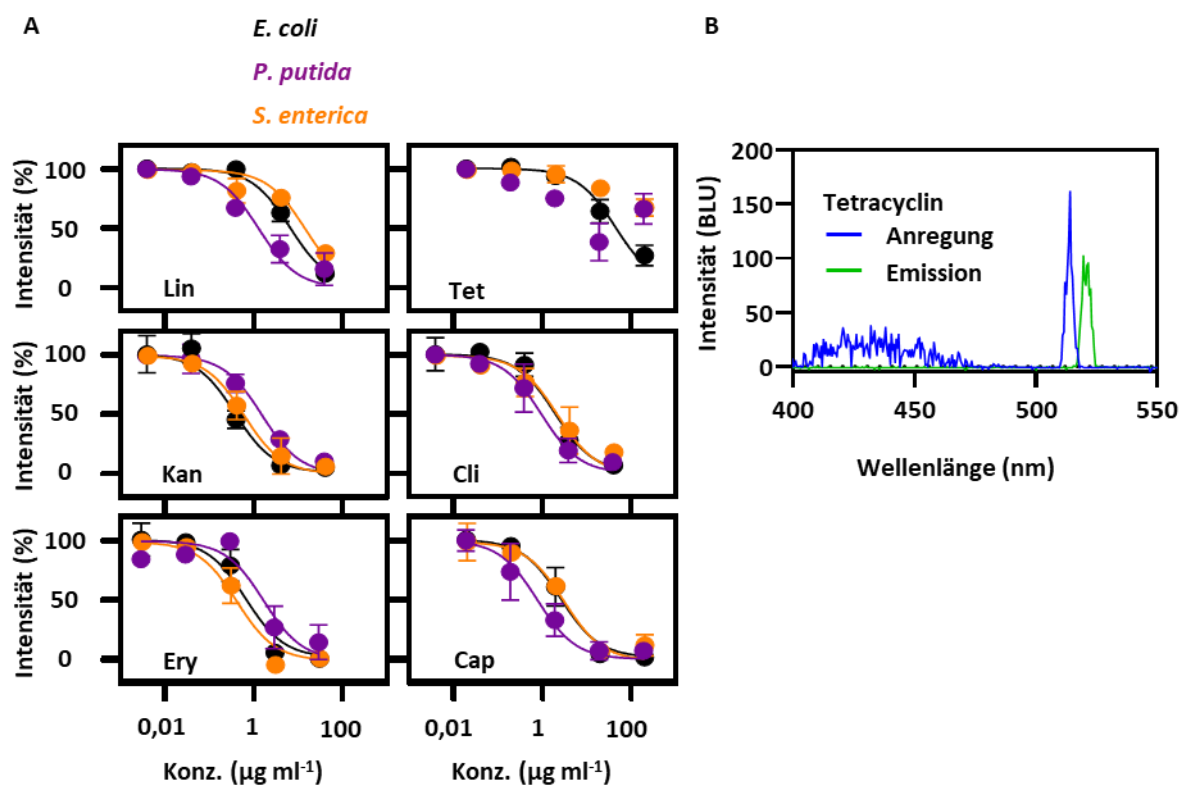 A
B
E. coli
P. putida
S. enterica
Intensität (%)
100
50
0
Lin
Tet
Intensität (%)
100
50
0
Kan
Cli
Intensität (%)
100
50
0
Ery
Cap
0,01 1 100
0,01 1 100
Konz. (µg ml⁻¹)
Konz. (µg ml⁻¹)
Intensität (BLU)
200
150
100
50
0
Tetracyclin
Anregung
Emission
400 450 500 550
Wellenlänge (nm)